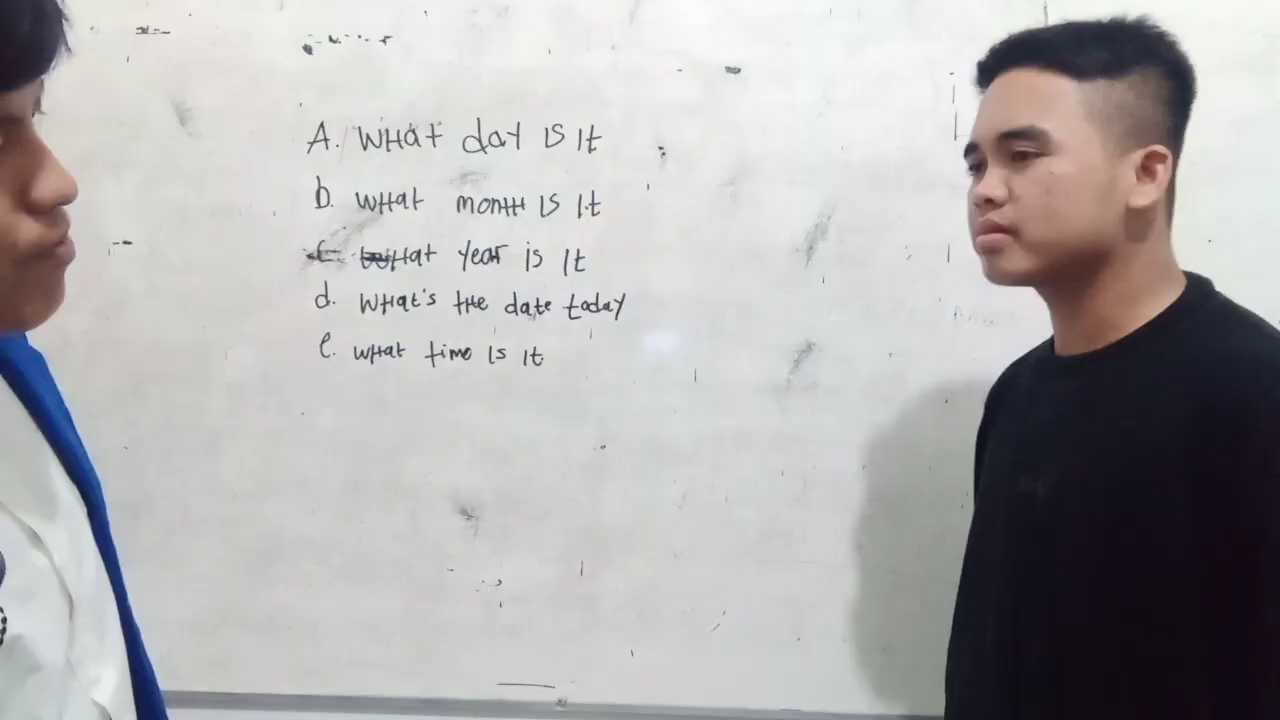 A. WHat day is it
b. WHat montH is it
c WHat year is it
d. WHat's tHe date today
e. WHat time is it